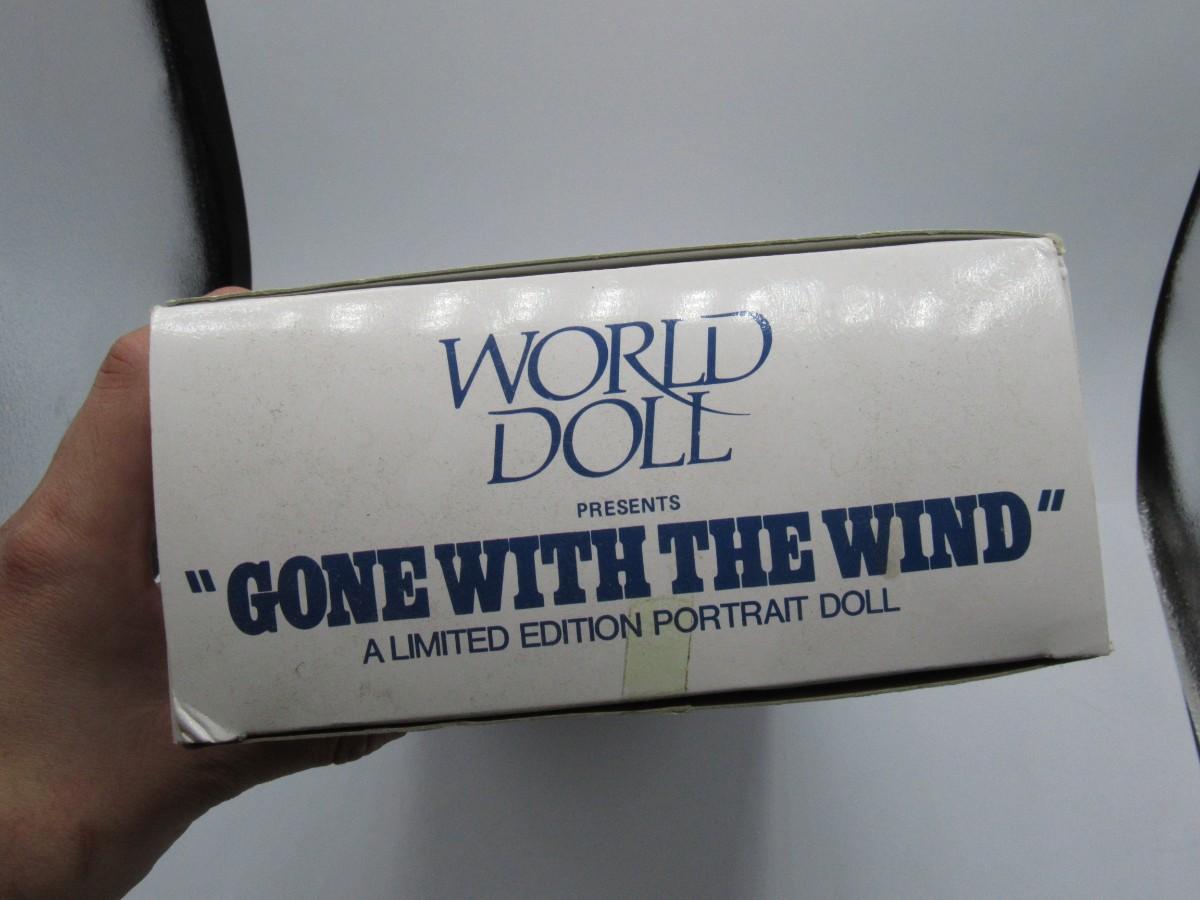 WORLD
DOLL
PRESENTS
"GONE WITH THE WIND"
A LIMITED EDITION PORTRAIT DOLL